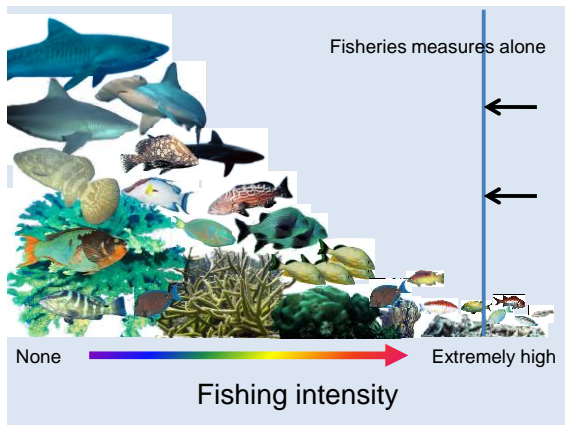 Fisheries measures alone
None
Extremely high
Fishing intensity